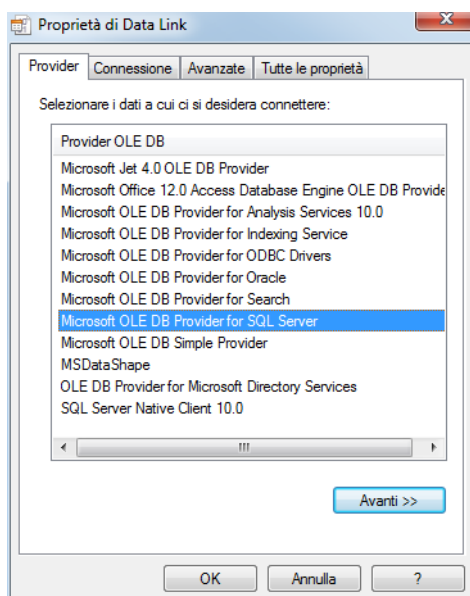 Proprietà di Data Link
Provider Connessione Avanzate Tutte le proprietà
Selezionare i dati a cui ci si desidera connettere:
Provider OLE DB
Microsoft Jet 4.0 OLE DB Provider
Microsoft Office 12.0 Access Database Engine OLE DB Provide
Microsoft OLE DB Provider for Analysis Services 10.0
Microsoft OLE DB Provider for Indexing Service
Microsoft OLE DB Provider for ODBC Drivers
Microsoft OLE DB Provider for Oracle
Microsoft OLE DB Provider for Search
Microsoft OLE DB Provider for SQL Server
Microsoft OLE DB Simple Provider
MSDataShape
OLE DB Provider for Microsoft Directory Services
SQL Server Native Client 10.0
Avanti >>
OK Annulla ?